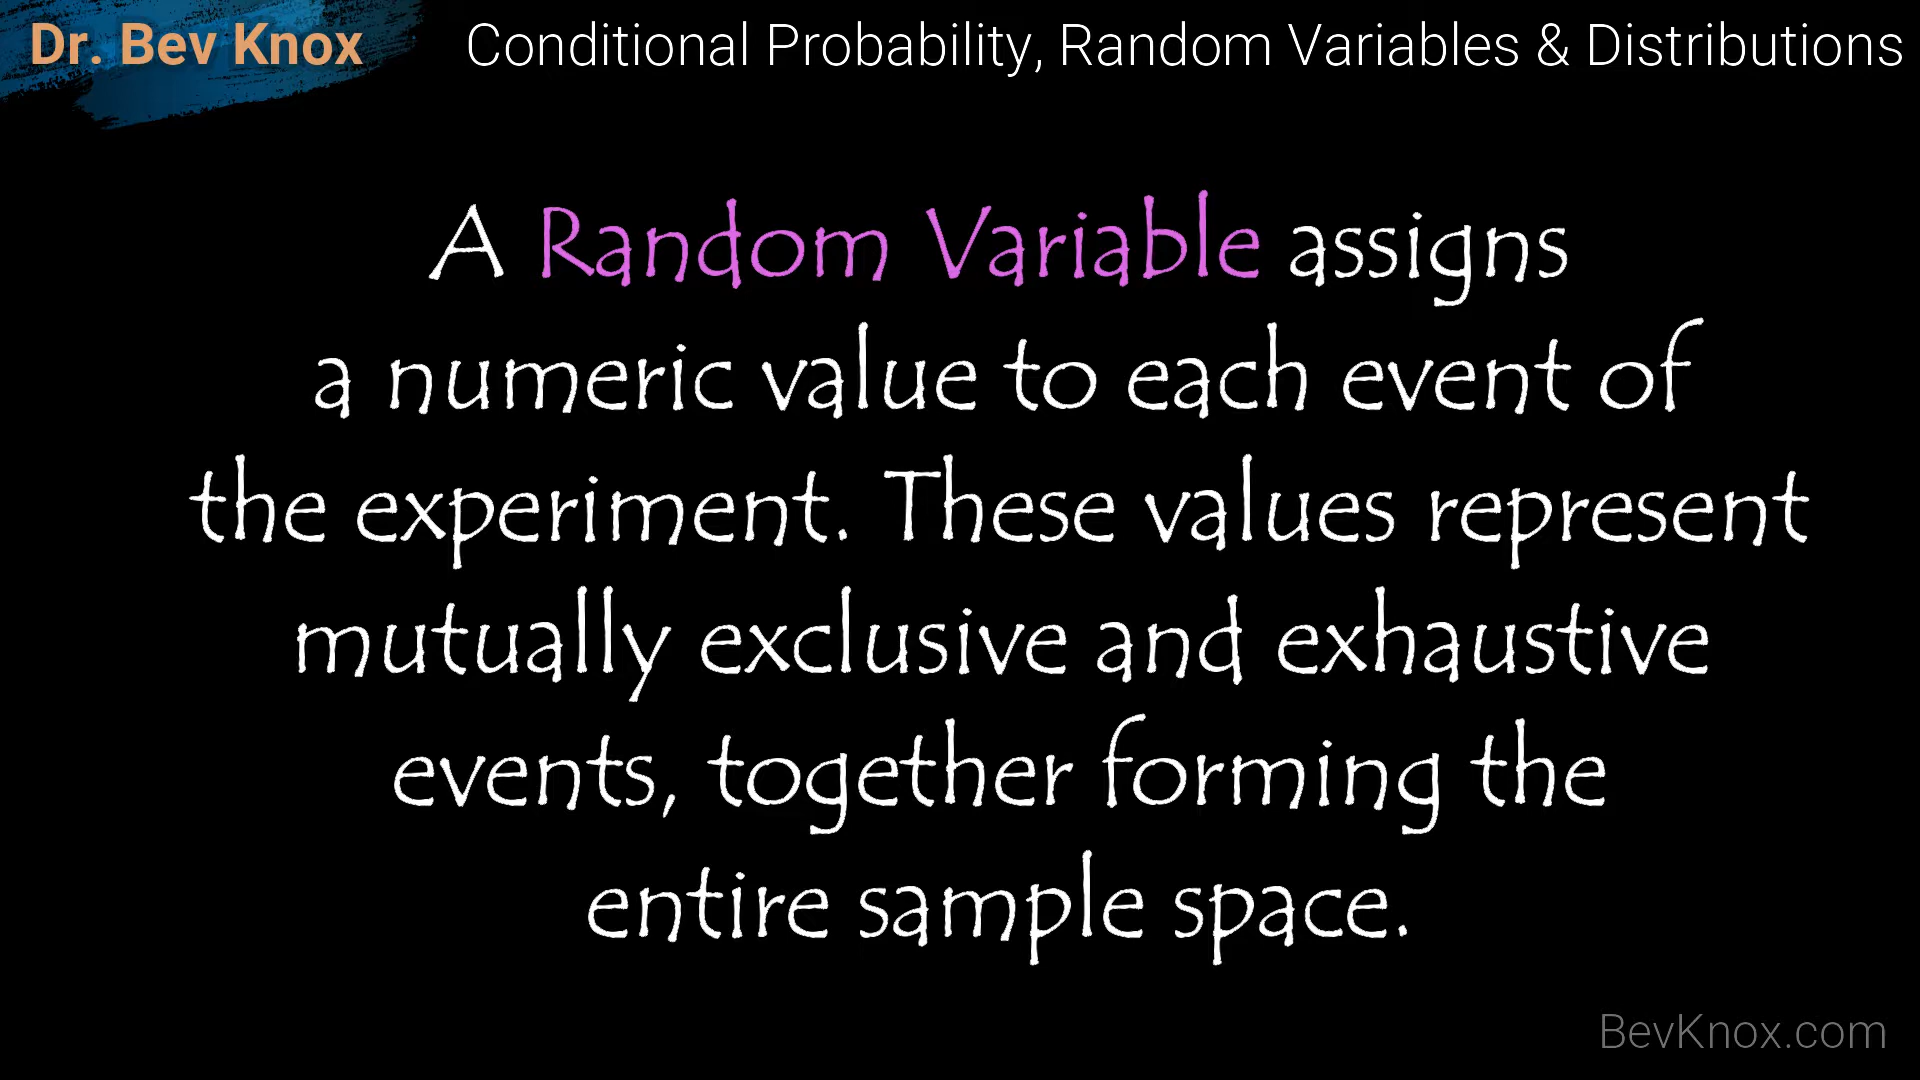 Dr. Bev Knox
Conditional Probability, Random Variables & Distributions
A Random Variable assigns
a numeric value to each event of
the experiment. These values represent
mutually exclusive and exhaustive
events, together forming the
entire sample space.
BevKnox.com